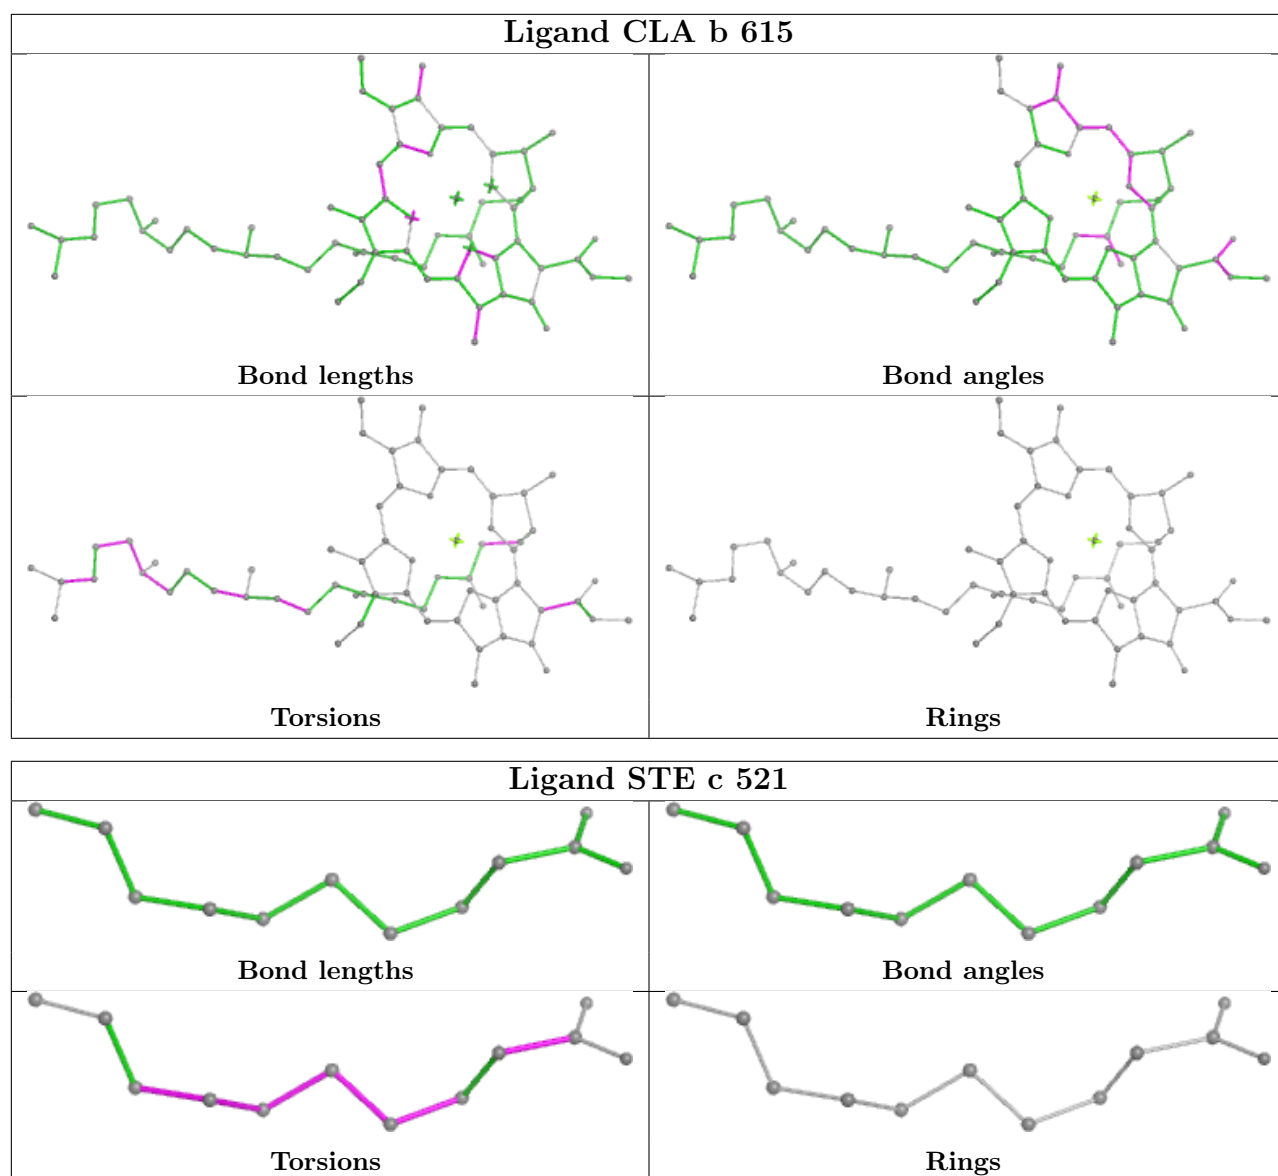 Ligand CLA b 615
Bond lengths
Bond angles
Torsions
Rings
Ligand STE c 521
Bond lengths
Bond angles
Torsions
Rings